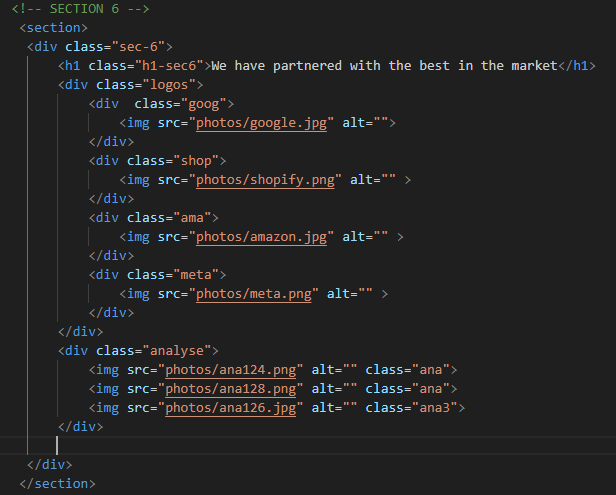 <!-- SECTION 6 -->
<section>
<div class="sec-6">
<h1 class="h1-sec6">We have partnered with the best in the market</h1>
<div class="logos">
<div  class="goog">
<img src="photos/google.jpg" alt="">
</div>
<div class="shop">
<img src="photos/shopify.png" alt="" >
</div>
<div class="ama">
<img src="photos/amazon.jpg" alt="" >
</div>
<div class="meta">
<img src="photos/meta.png" alt="" >
</div>
</div>
<div class="analyse">
<img src="photos/ana124.png" alt="" class="ana">
<img src="photos/ana128.png" alt="" class="ana">
<img src="photos/ana126.jpg" alt="" class="ana3">
</div>
</div>
</section>